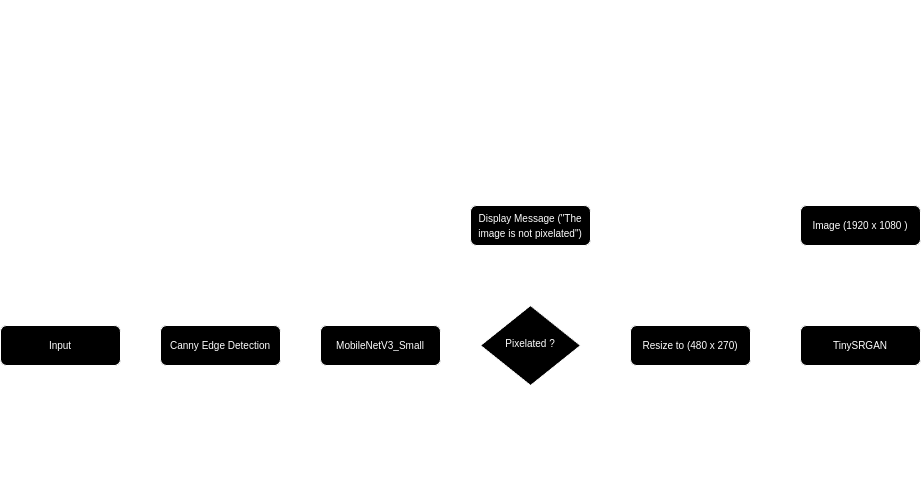 Display Message ("The
image is not pixelated")
Image (1920 x 1080 )
Input
Canny Edge Detection
MobileNetV3_Small
Pixelated ?
Resize to (480 x 270)
TinySRGAN